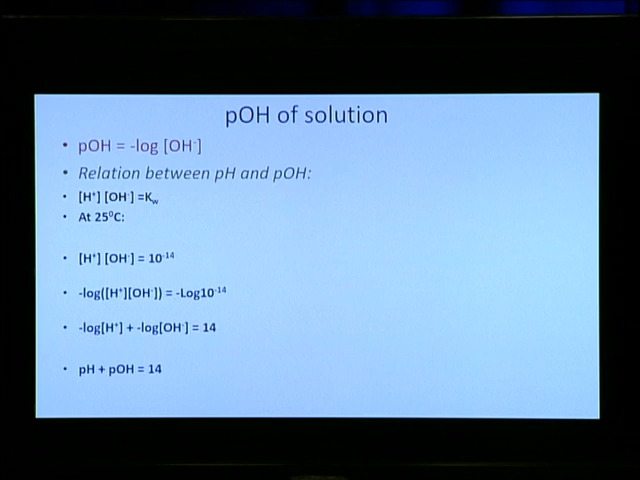 pOH of solution
• pOH = -log [OH⁻]
• Relation between pH and pOH:
• [H⁺] [OH⁻] =Kw
• At 25⁰C:
• [H⁺] [OH⁻] = 10⁻¹⁴
• -log([H⁺][OH⁻]) = -Log10⁻¹⁴
• -log[H⁺] + -log[OH⁻] = 14
• pH + pOH = 14